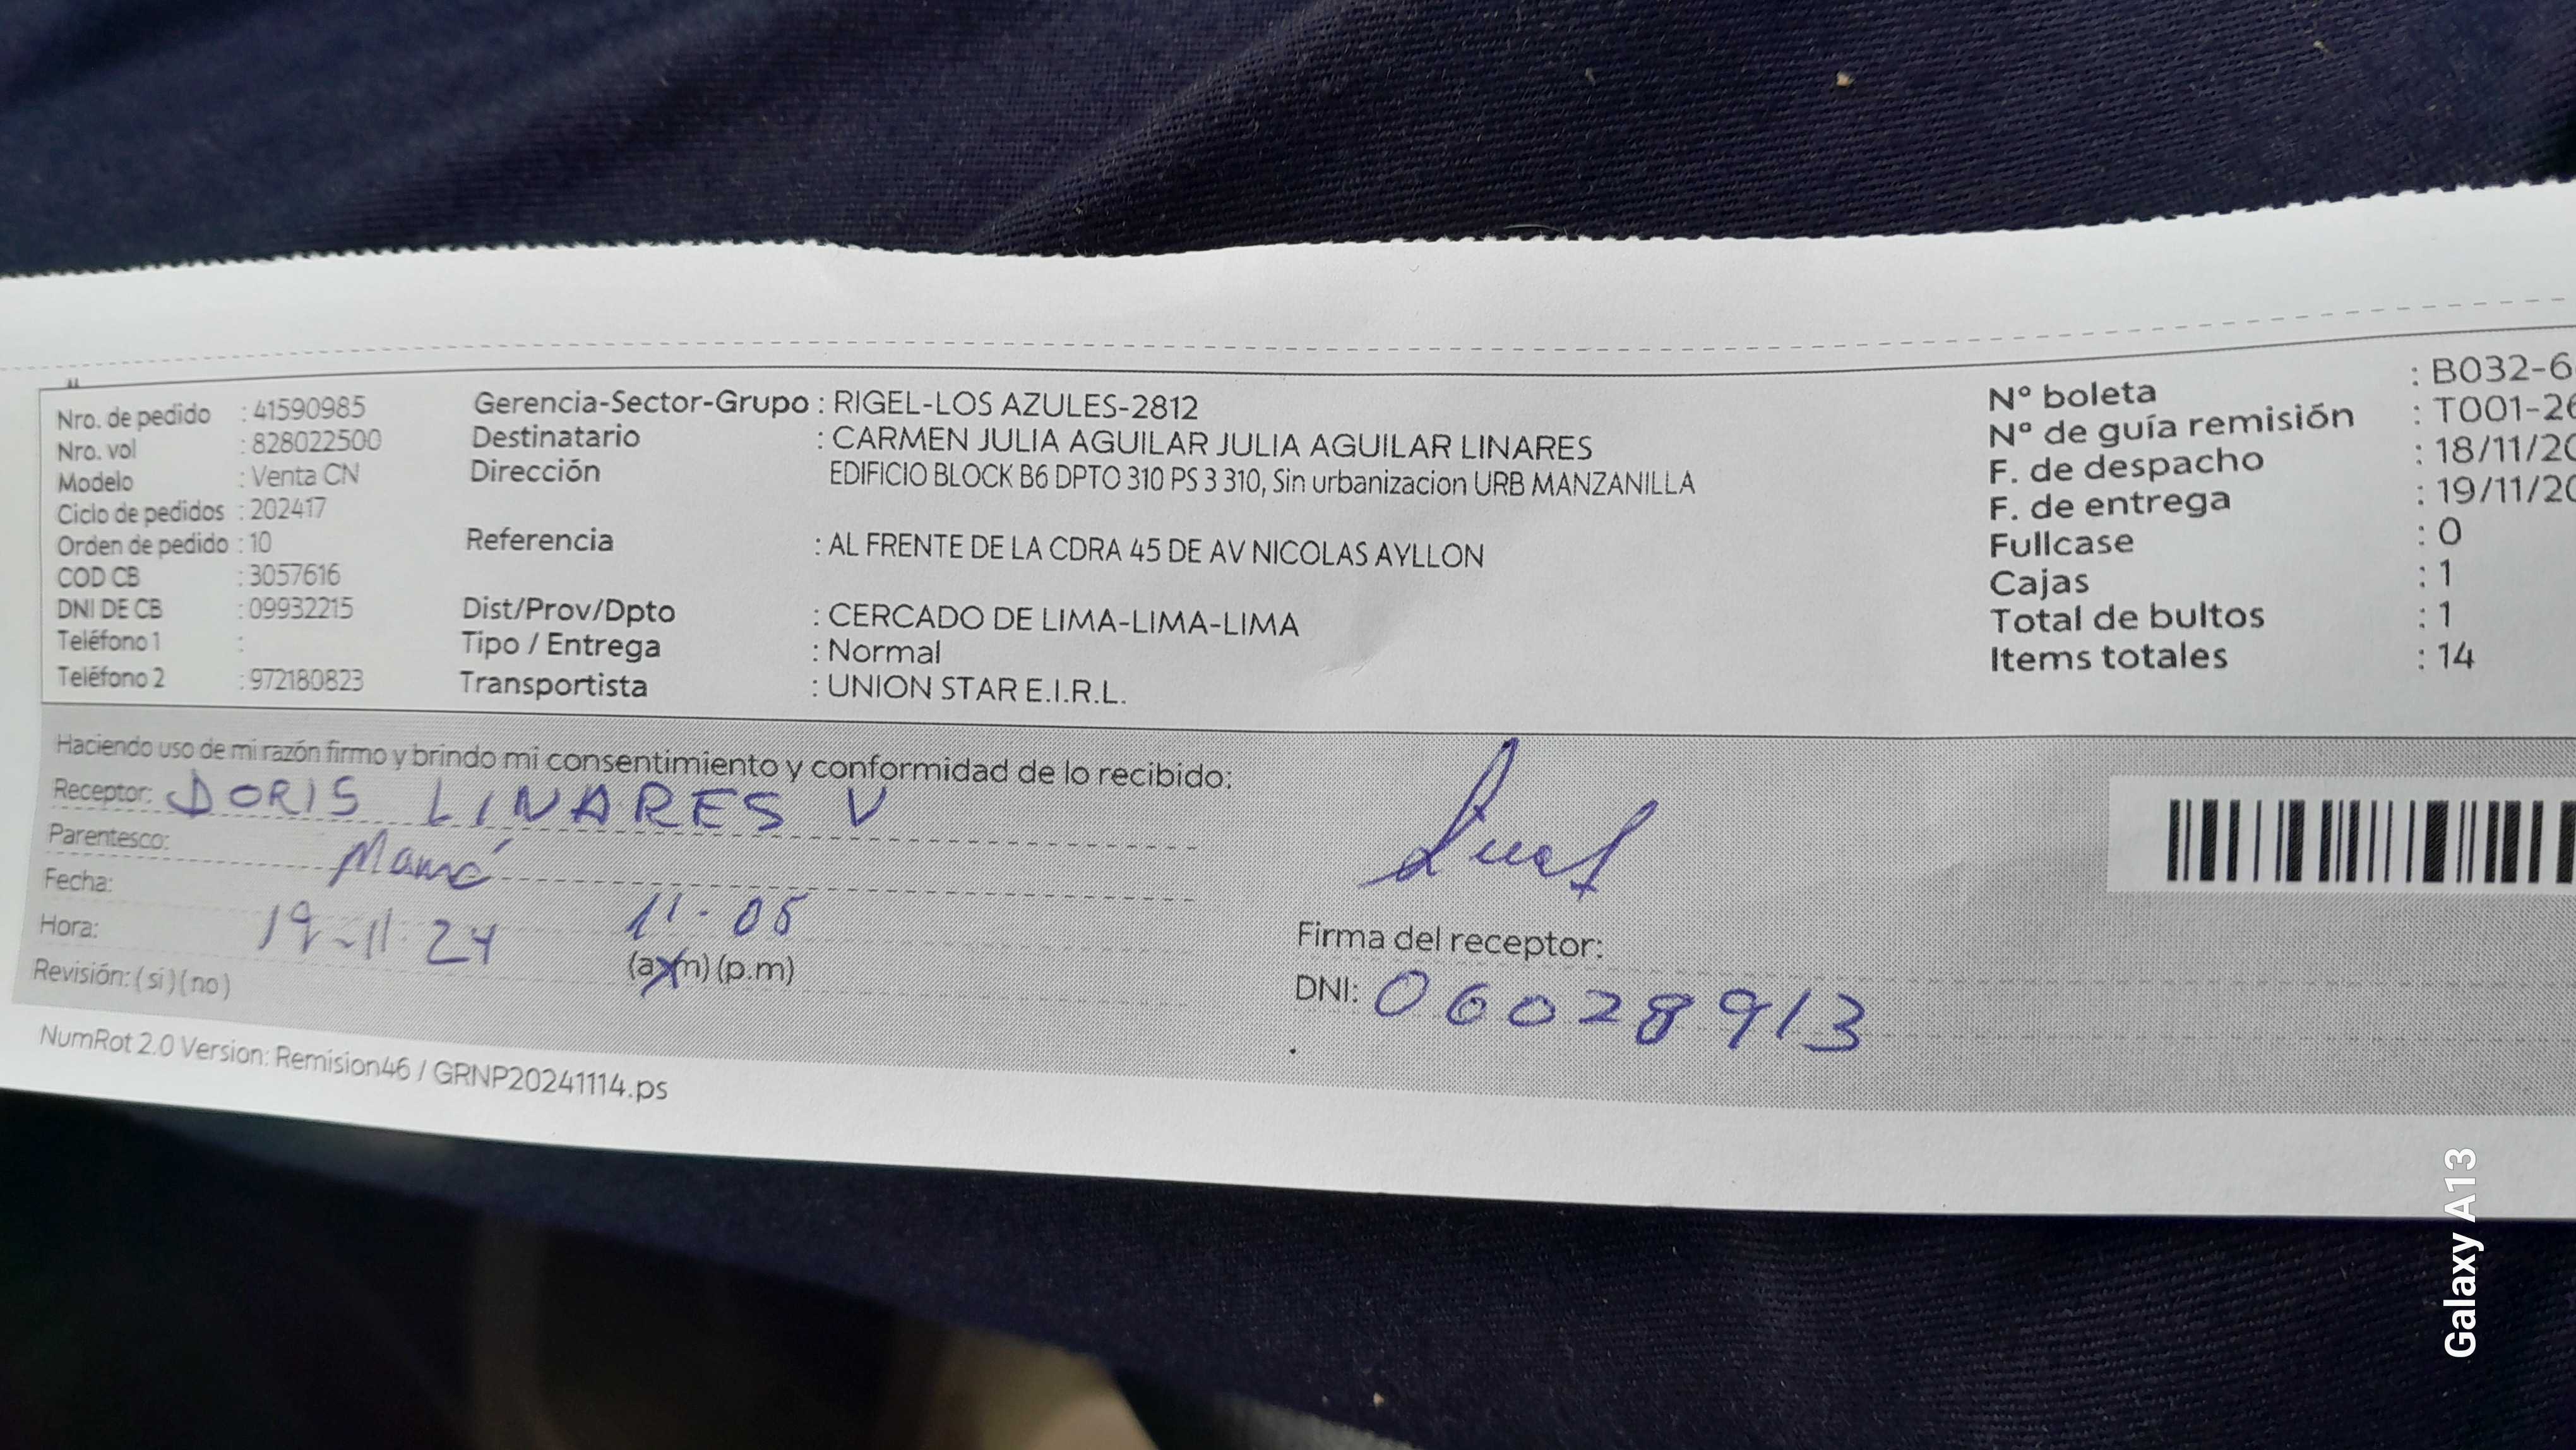 Nro. de pedido : 41590985
Nro. vol : 828022500
Modelo : Venta CN
Ciclo de pedidos : 202417
Orden de pedido : 10
COD CB : 3057616
DNI DE CB : 09932215
Teléfono 1 :
Teléfono 2 : 972180823
Gerencia-Sector-Grupo : RIGEL-LOS AZULES-2812
Destinatario : CARMEN JULIA AGUILAR JULIA AGUILAR LINARES
Dirección EDIFICIO BLOCK B6 DPTO 310 PS 3 310, Sin urbanizacion URB MANZANILLA
Referencia : AL FRENTE DE LA CDRA 45 DE AV NICOLAS AYLLON
Dist/Prov/Dpto : CERCADO DE LIMA-LIMA-LIMA
Tipo / Entrega : Normal
Transportista : UNION STAR E.I.R.L.
Nº boleta : B032-6
Nº de guía remisión : T001-26
F. de despacho : 18/11/20
F. de entrega : 19/11/20
Fullcase : 0
Cajas : 1
Total de bultos : 1
Items totales : 14
Haciendo uso de mi razón firmo y brindo mi consentimiento y conformidad de lo recibido:
Receptor: DORIS LINARES V
Parentesco: Mamá
Fecha: 19-11-24
Hora: 11-05
(a.m) (p.m)
Revisión: (si) (no)
Firma del receptor:
DNI: 06028913
NumRot 2.0 Version: Remision46 / GRNP20241114.ps
Galaxy A13